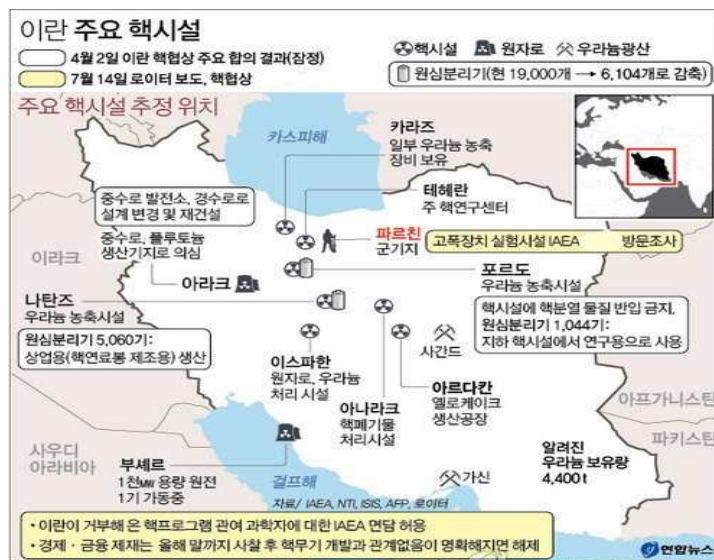 이란 주요 핵시설
4월 2일 이란 핵협상 주요 합의 결과(잠정)
7월 14일 로이터 보도, 핵협상
핵시설 원자로 우라늄광산
원심분리기(현 19,000개 → 6,104개로 감축)
주요 핵시설 추정 위치
카스피해
카라즈
일부 우라늄 농축
장비 보유
테헤란
주 핵연구센터
중수로 발전소, 경수로로
설계 변경 및 재건설
중수로, 플루토늄
생산기지로 의심
아라크
파르친
군기지
고폭장치 실험시설 IAEA 방문조사
이라크
포르도
우라늄 농축시설
핵시설에 핵분열 물질 반입 금지,
원심분리기 1,044기:
지하 핵시설에서 연구용으로 사용
나탄즈
우라늄 농축시설
원심분리기 5,060기:
상업용(핵연료봉 제조용) 생산
사간드
이스파한
원자로, 우라늄
처리 시설
아나라크
핵폐기물
처리시설
아르다칸
옐로케이크
생산공장
아프가니스탄
파키스탄
사우디
아라비아
부셰르
1천㎿ 용량 원전
1기 가동중
걸프해
가신
알려진
우라늄 보유량
4,400t
자료/ IAEA, NTI, ISIS, AFP, 로이터
• 이란이 거부해 온 핵프로그램 관여 과학자에 대한 IAEA 면담 허용
• 경제·금융 제재는 올해 말까지 사찰 후 핵무기 개발과 관계없음이 명확해지면 해제
연합뉴스